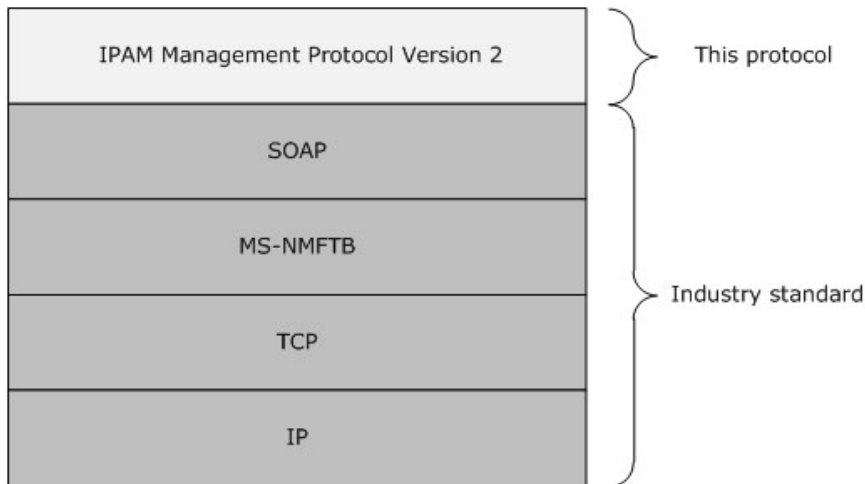 IPAM Management Protocol Version 2
This protocol
SOAP
MS-NMFTB
Industry standard
TCP
IP